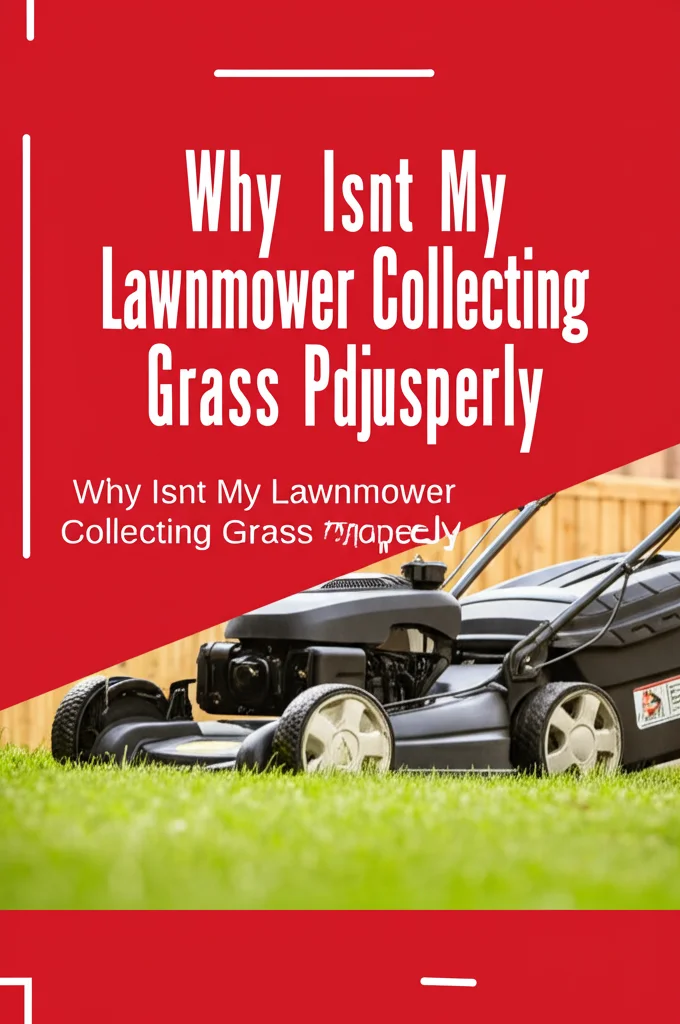 Why Isnt My
Lawnmower Collecting
Grass Pdjusperly
Why Isnt My Lawnmower
Collecting Grass